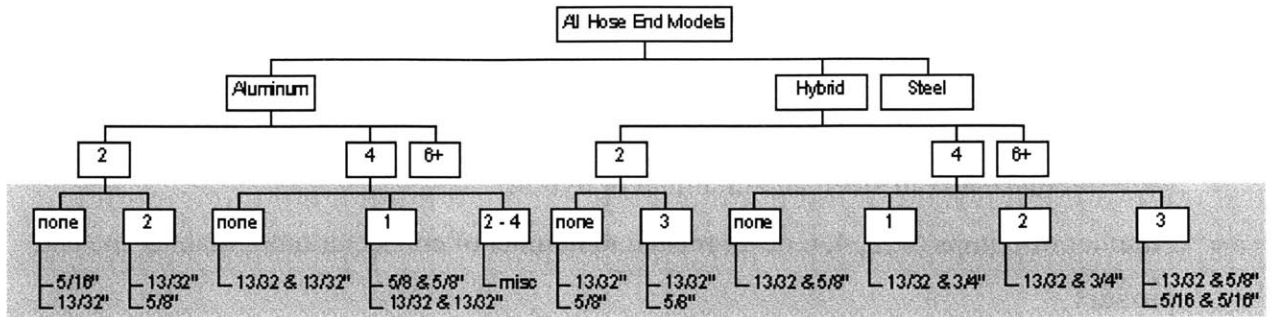 All Hose End Models
Aluminum Hybrid Steel
2 4 6+ 2 4 6+
none 2 none 1 2 - 4 none 3 none 1 2 3
5/16" 13/32" 13/32 & 13/32" 5/8 & 5/8" misc 13/32" 13/32" 13/32 & 5/8" 13/32 & 3/4" 13/32 & 3/4" 13/32 & 5/8"
13/32" 5/8" 13/32 & 13/32" 5/8" 5/8" 5/16 & 5/16"